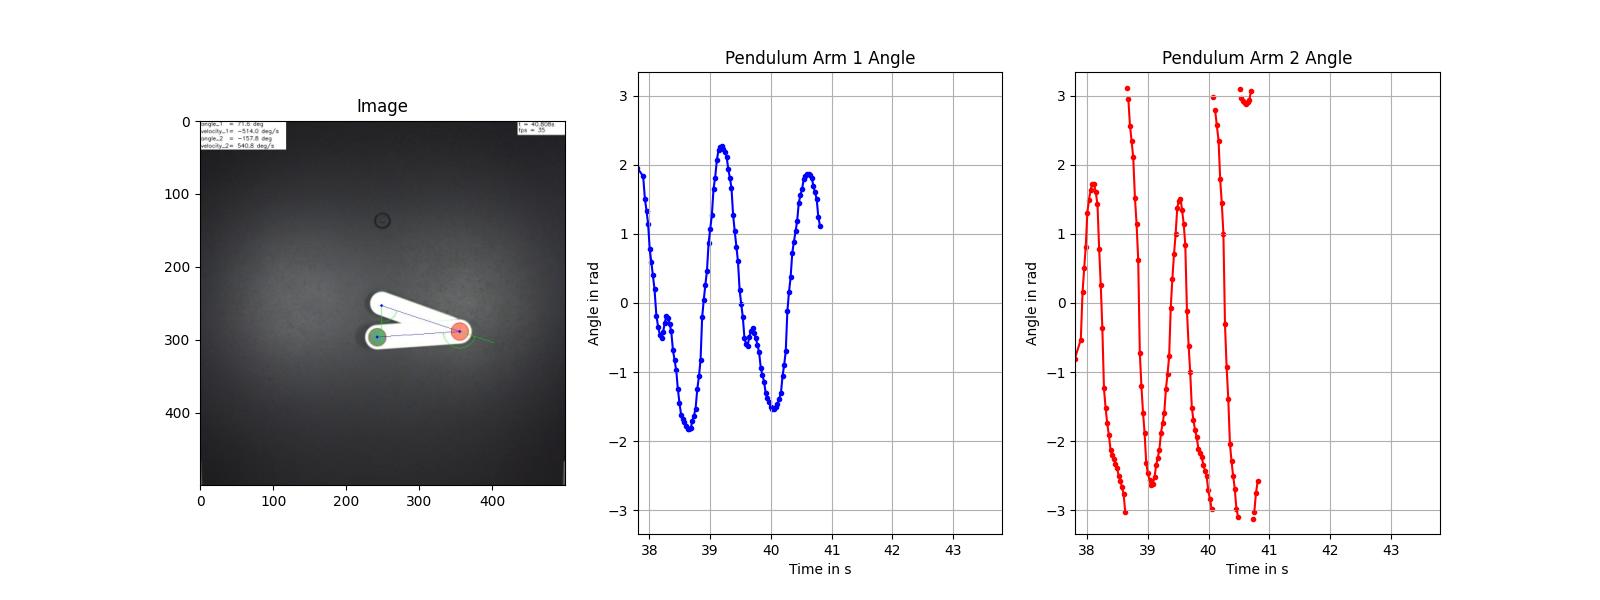 Image
Pendulum Arm 1 Angle
Pendulum Arm 2 Angle
angle_1 = 71.6 deg
velocity_1= -514.0 deg/s
angle_2 = -157.8 deg
velocity_2= 540.8 deg/s
t = 40.808s
fps = 35
0
100
200
300
400
0
100
200
300
400
Angle in rad
3
2
1
0
−1
−2
−3
38
39
40
41
42
43
Time in s
Angle in rad
3
2
1
0
−1
−2
−3
38
39
40
41
42
43
Time in s